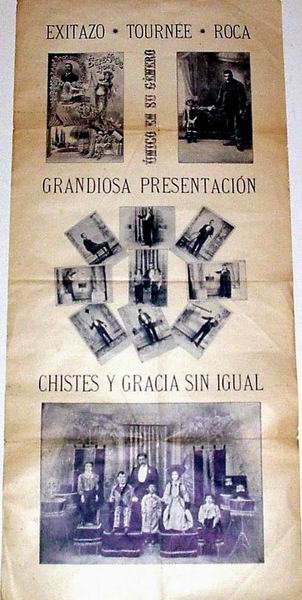 EXITAZO • TOURNÉE • ROCA
ÚNICO EN SU GÉNERO
GRANDIOSA PRESENTACIÓN
CHISTES Y GRACIA SIN IGUAL